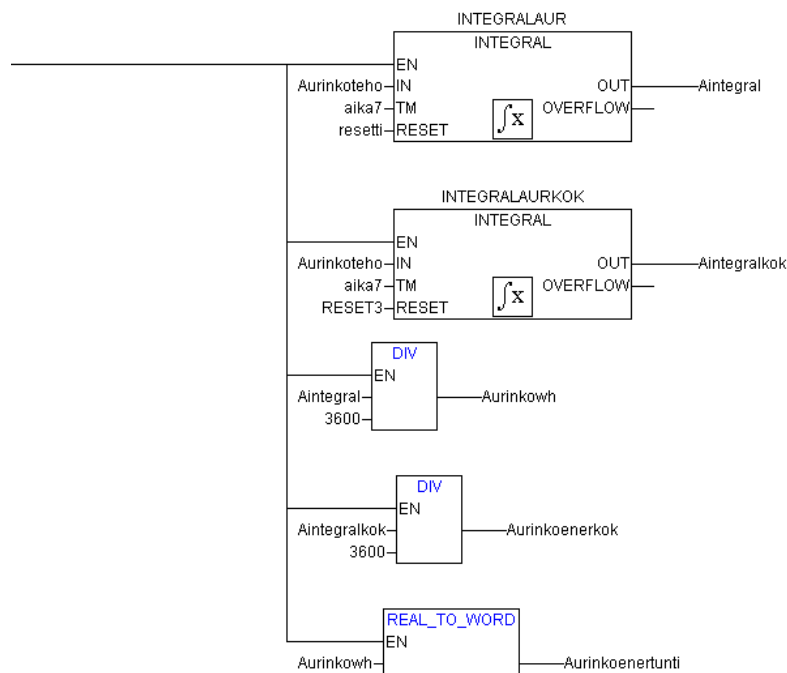 INTEGRALAUR
INTEGRAL
EN
Aurinkoteho IN OUT Aintegral
aika7 TM OVERFLOW
resetti RESET ∫x
INTEGRALAURKOK
INTEGRAL
EN
Aurinkoteho IN OUT Aintegralkok
aika7 TM OVERFLOW
RESET3 RESET ∫x
DIV
EN
Aintegral Aurinkowh
3600
DIV
EN
Aintegralkok Aurinkoenerkok
3600
REAL_TO_WORD
EN
Aurinkowh Aurinkoenertunti